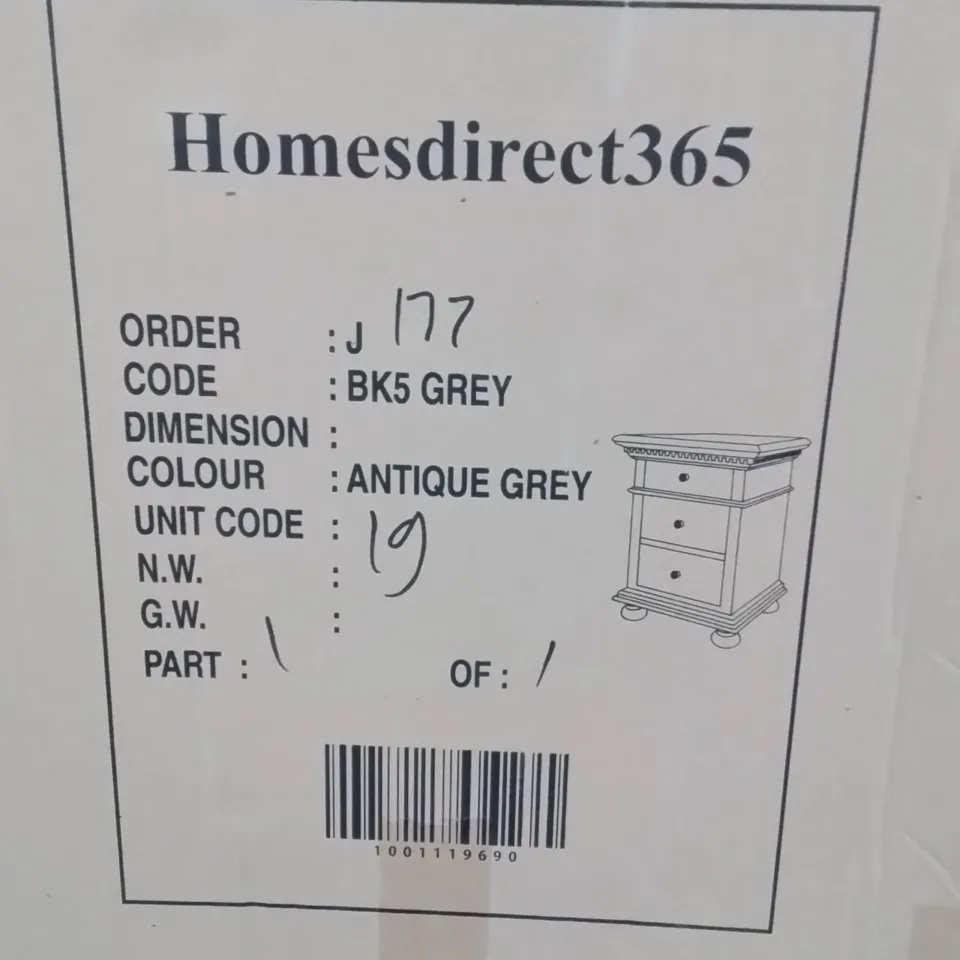 Homesdirect365
ORDER : J 177
CODE : BK5 GREY
DIMENSION :
COLOUR : ANTIQUE GREY
UNIT CODE : 19
N.W. :
G.W. :
PART : 1 OF : 1
1001119690